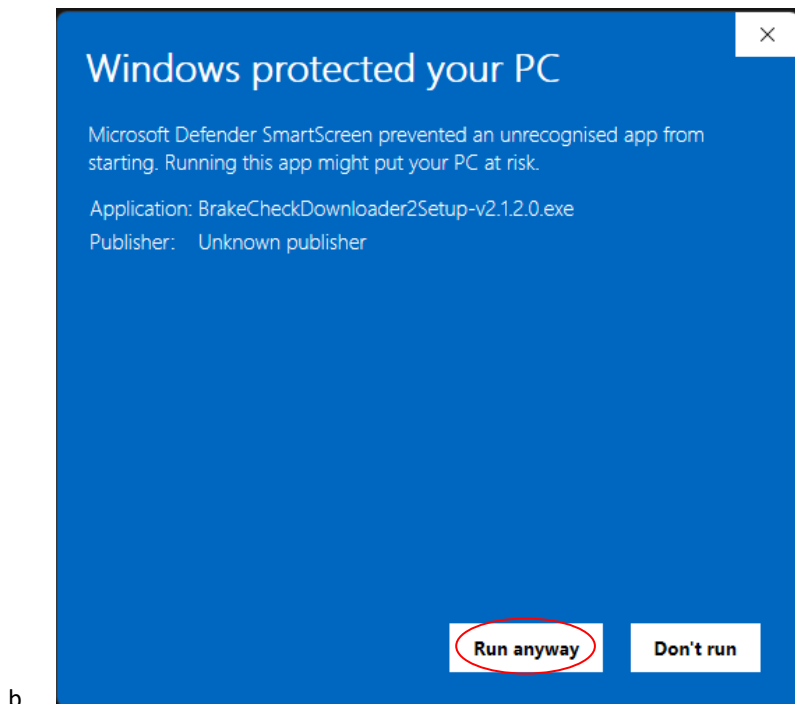 Windows protected your PC
Microsoft Defender SmartScreen prevented an unrecognised app from
starting. Running this app might put your PC at risk.
Application: BrakeCheckDownloader2Setup-v2.1.2.0.exe
Publisher: Unknown publisher
Run anyway Don't run
b